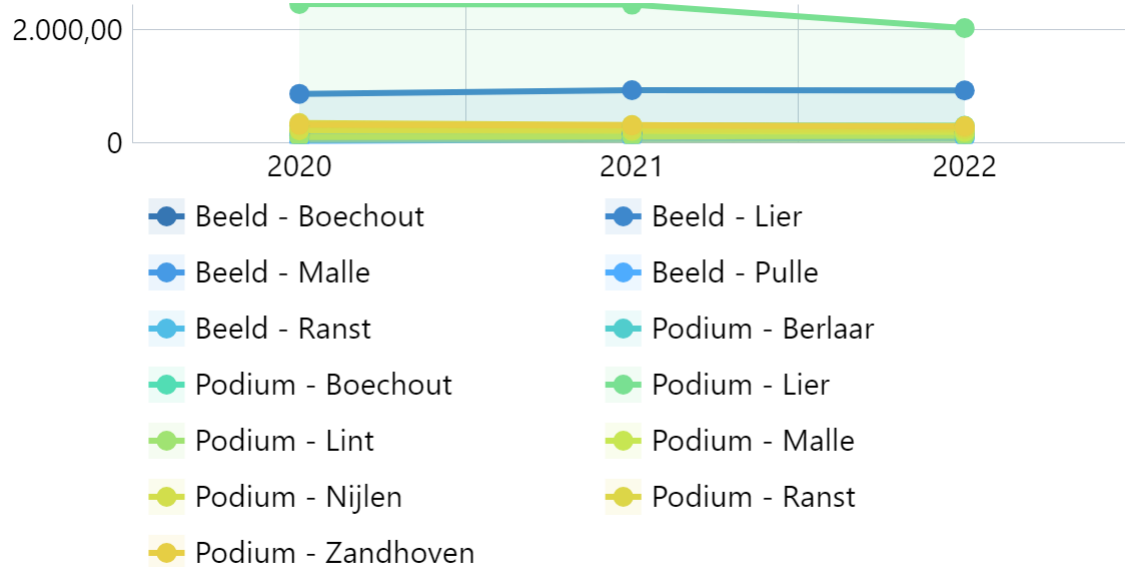 2.000,00
0
2020 2021 2022
Beeld - Boechout Beeld - Lier
Beeld - Malle Beeld - Pulle
Beeld - Ranst Podium - Berlaar
Podium - Boechout Podium - Lier
Podium - Lint Podium - Malle
Podium - Nijlen Podium - Ranst
Podium - Zandhoven